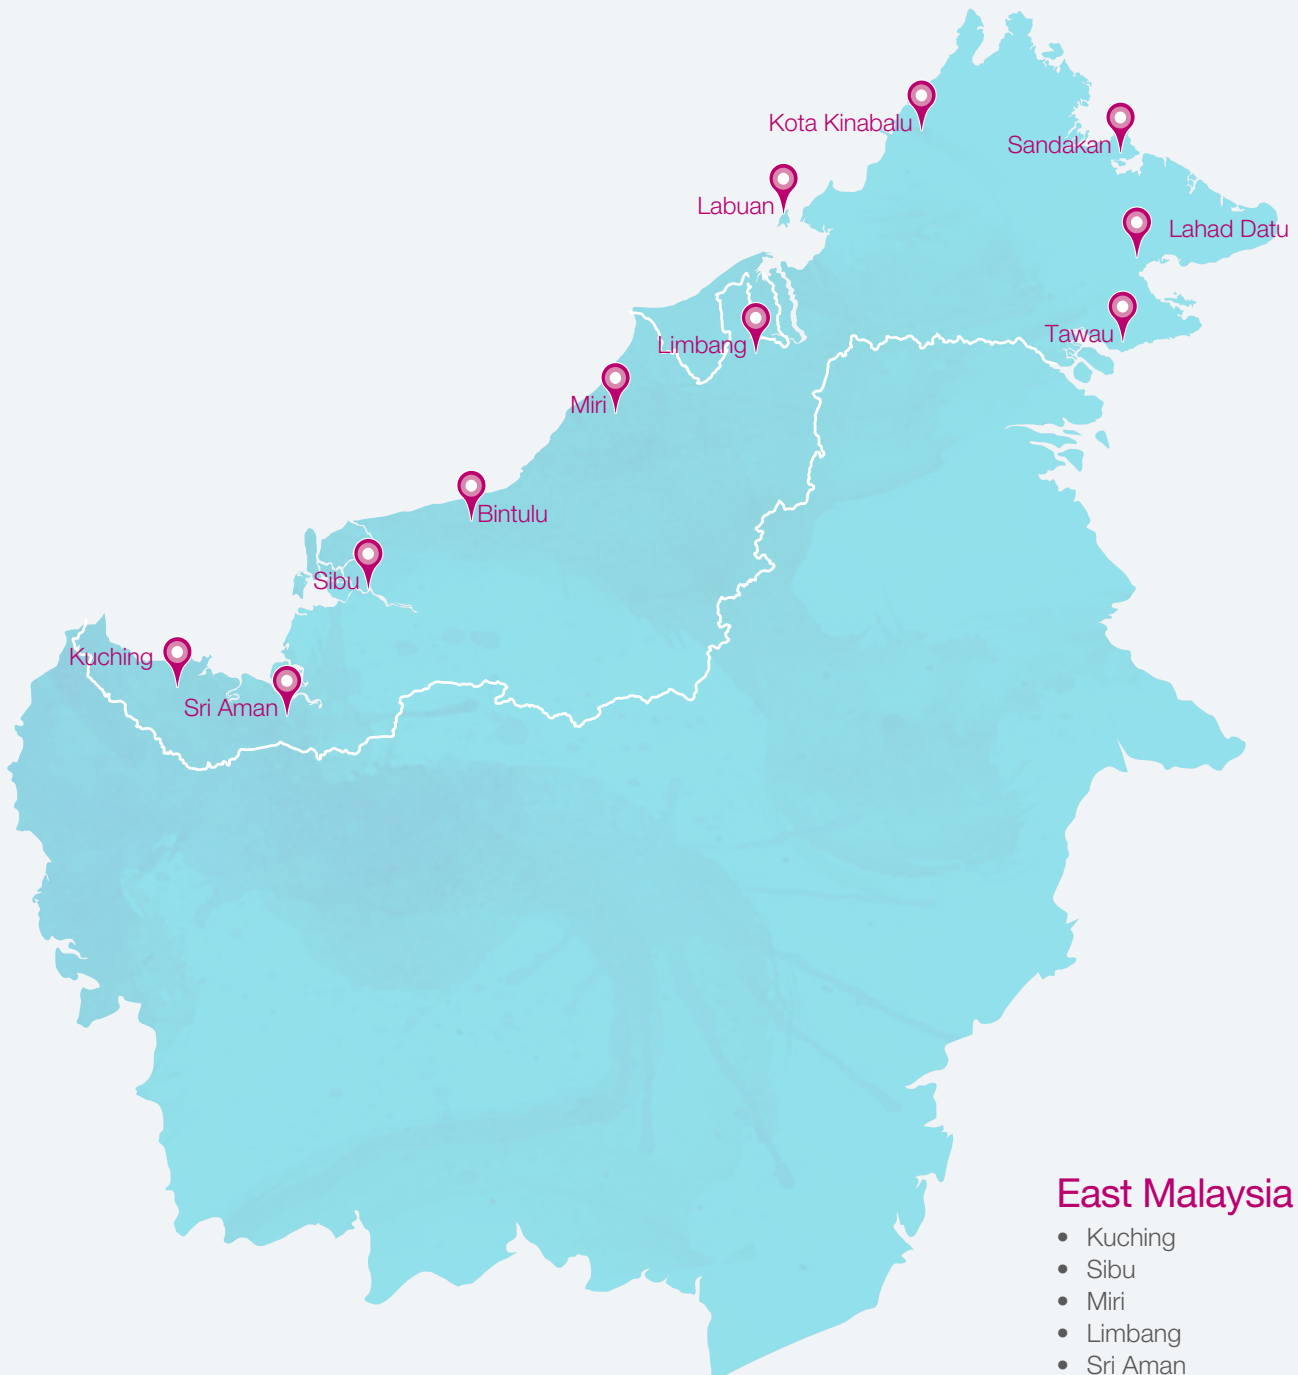 Kota Kinabalu
Sandakan
Labuan
Lahad Datu
Tawau
Limbang
Miri
Bintulu
Sibu
Kuching
Sri Aman
East Malaysia
• Kuching
• Sibu
• Miri
• Limbang
• Sri Aman